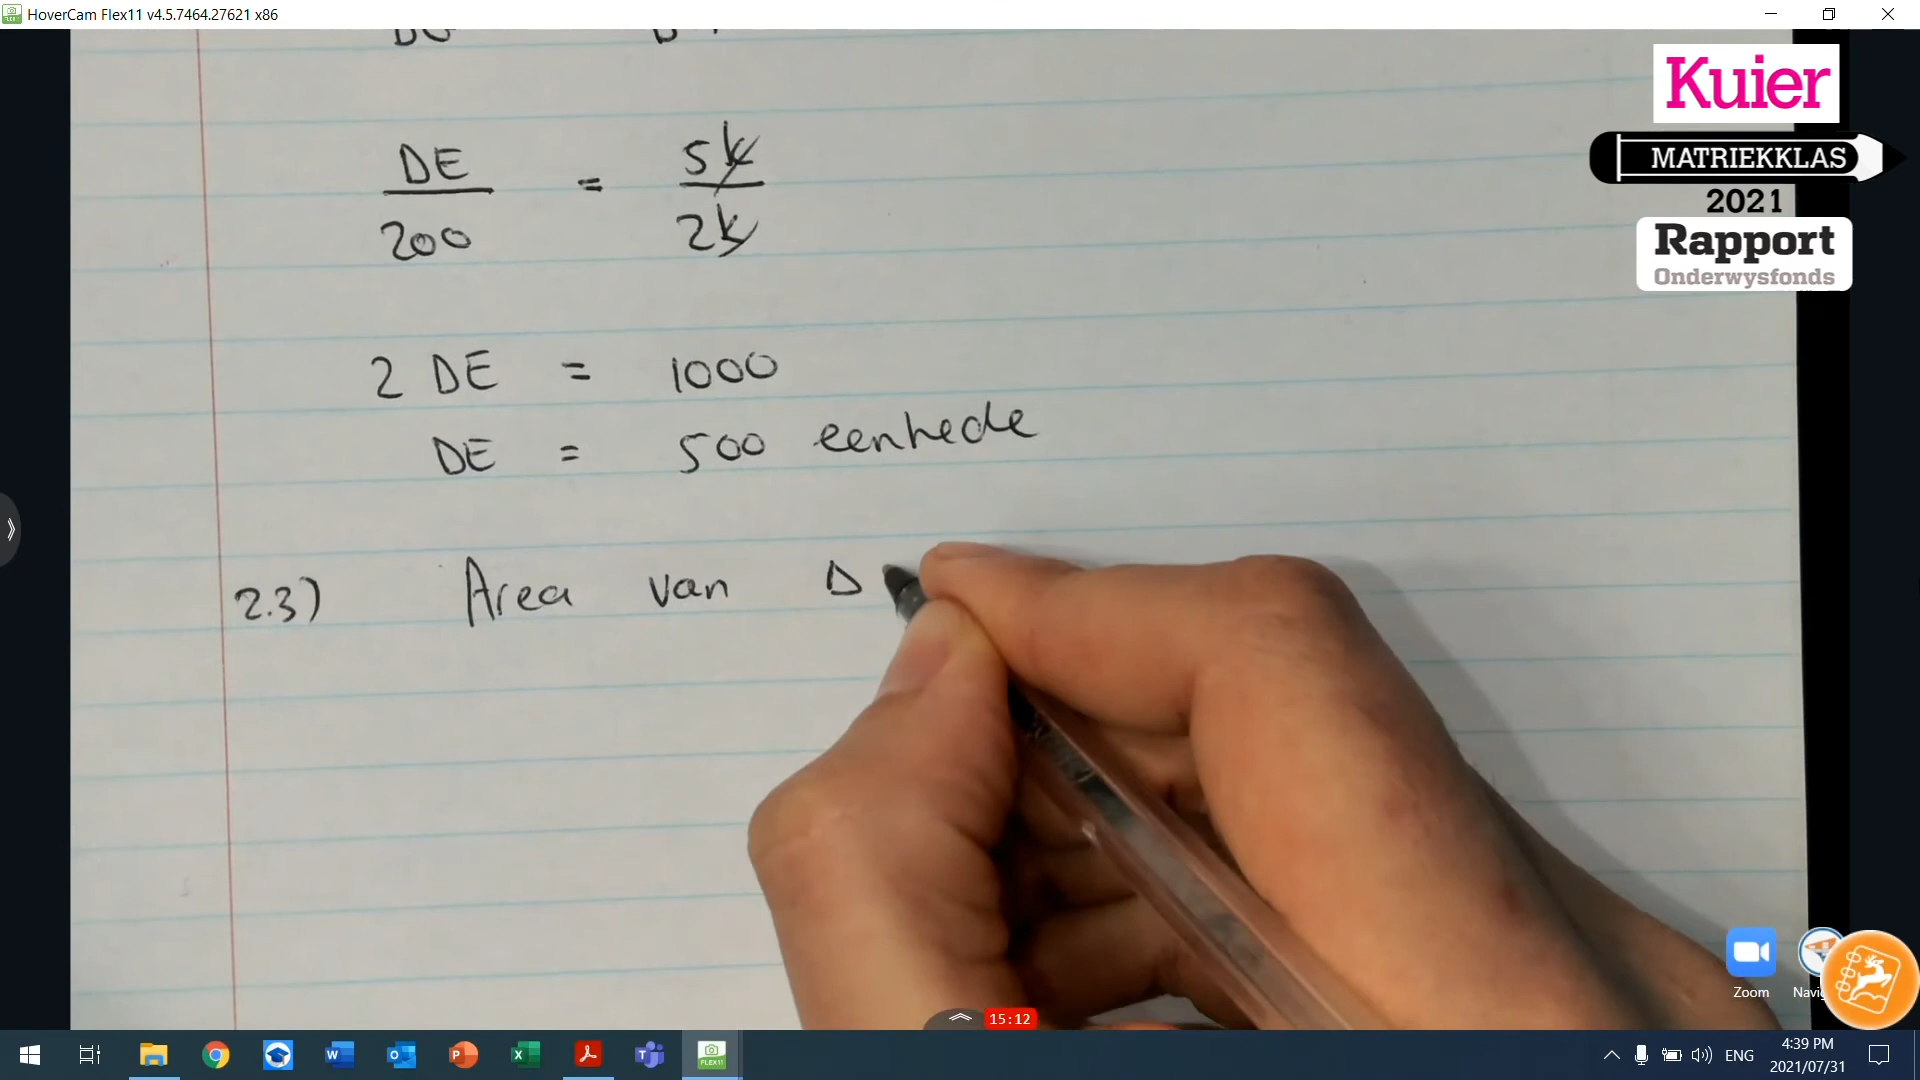 HoverCam Flex11 v4.5.7464.27621 x86
Kuier
MATRIEKKLAS
2021
Rapport
Onderwysfonds
DE = 5k
200 2k
2 DE = 1000
DE = 500 eenhede
2.3) Area van Δ
Zoom
15:12
FLEX11
ENG
4:39 PM
2021/07/31